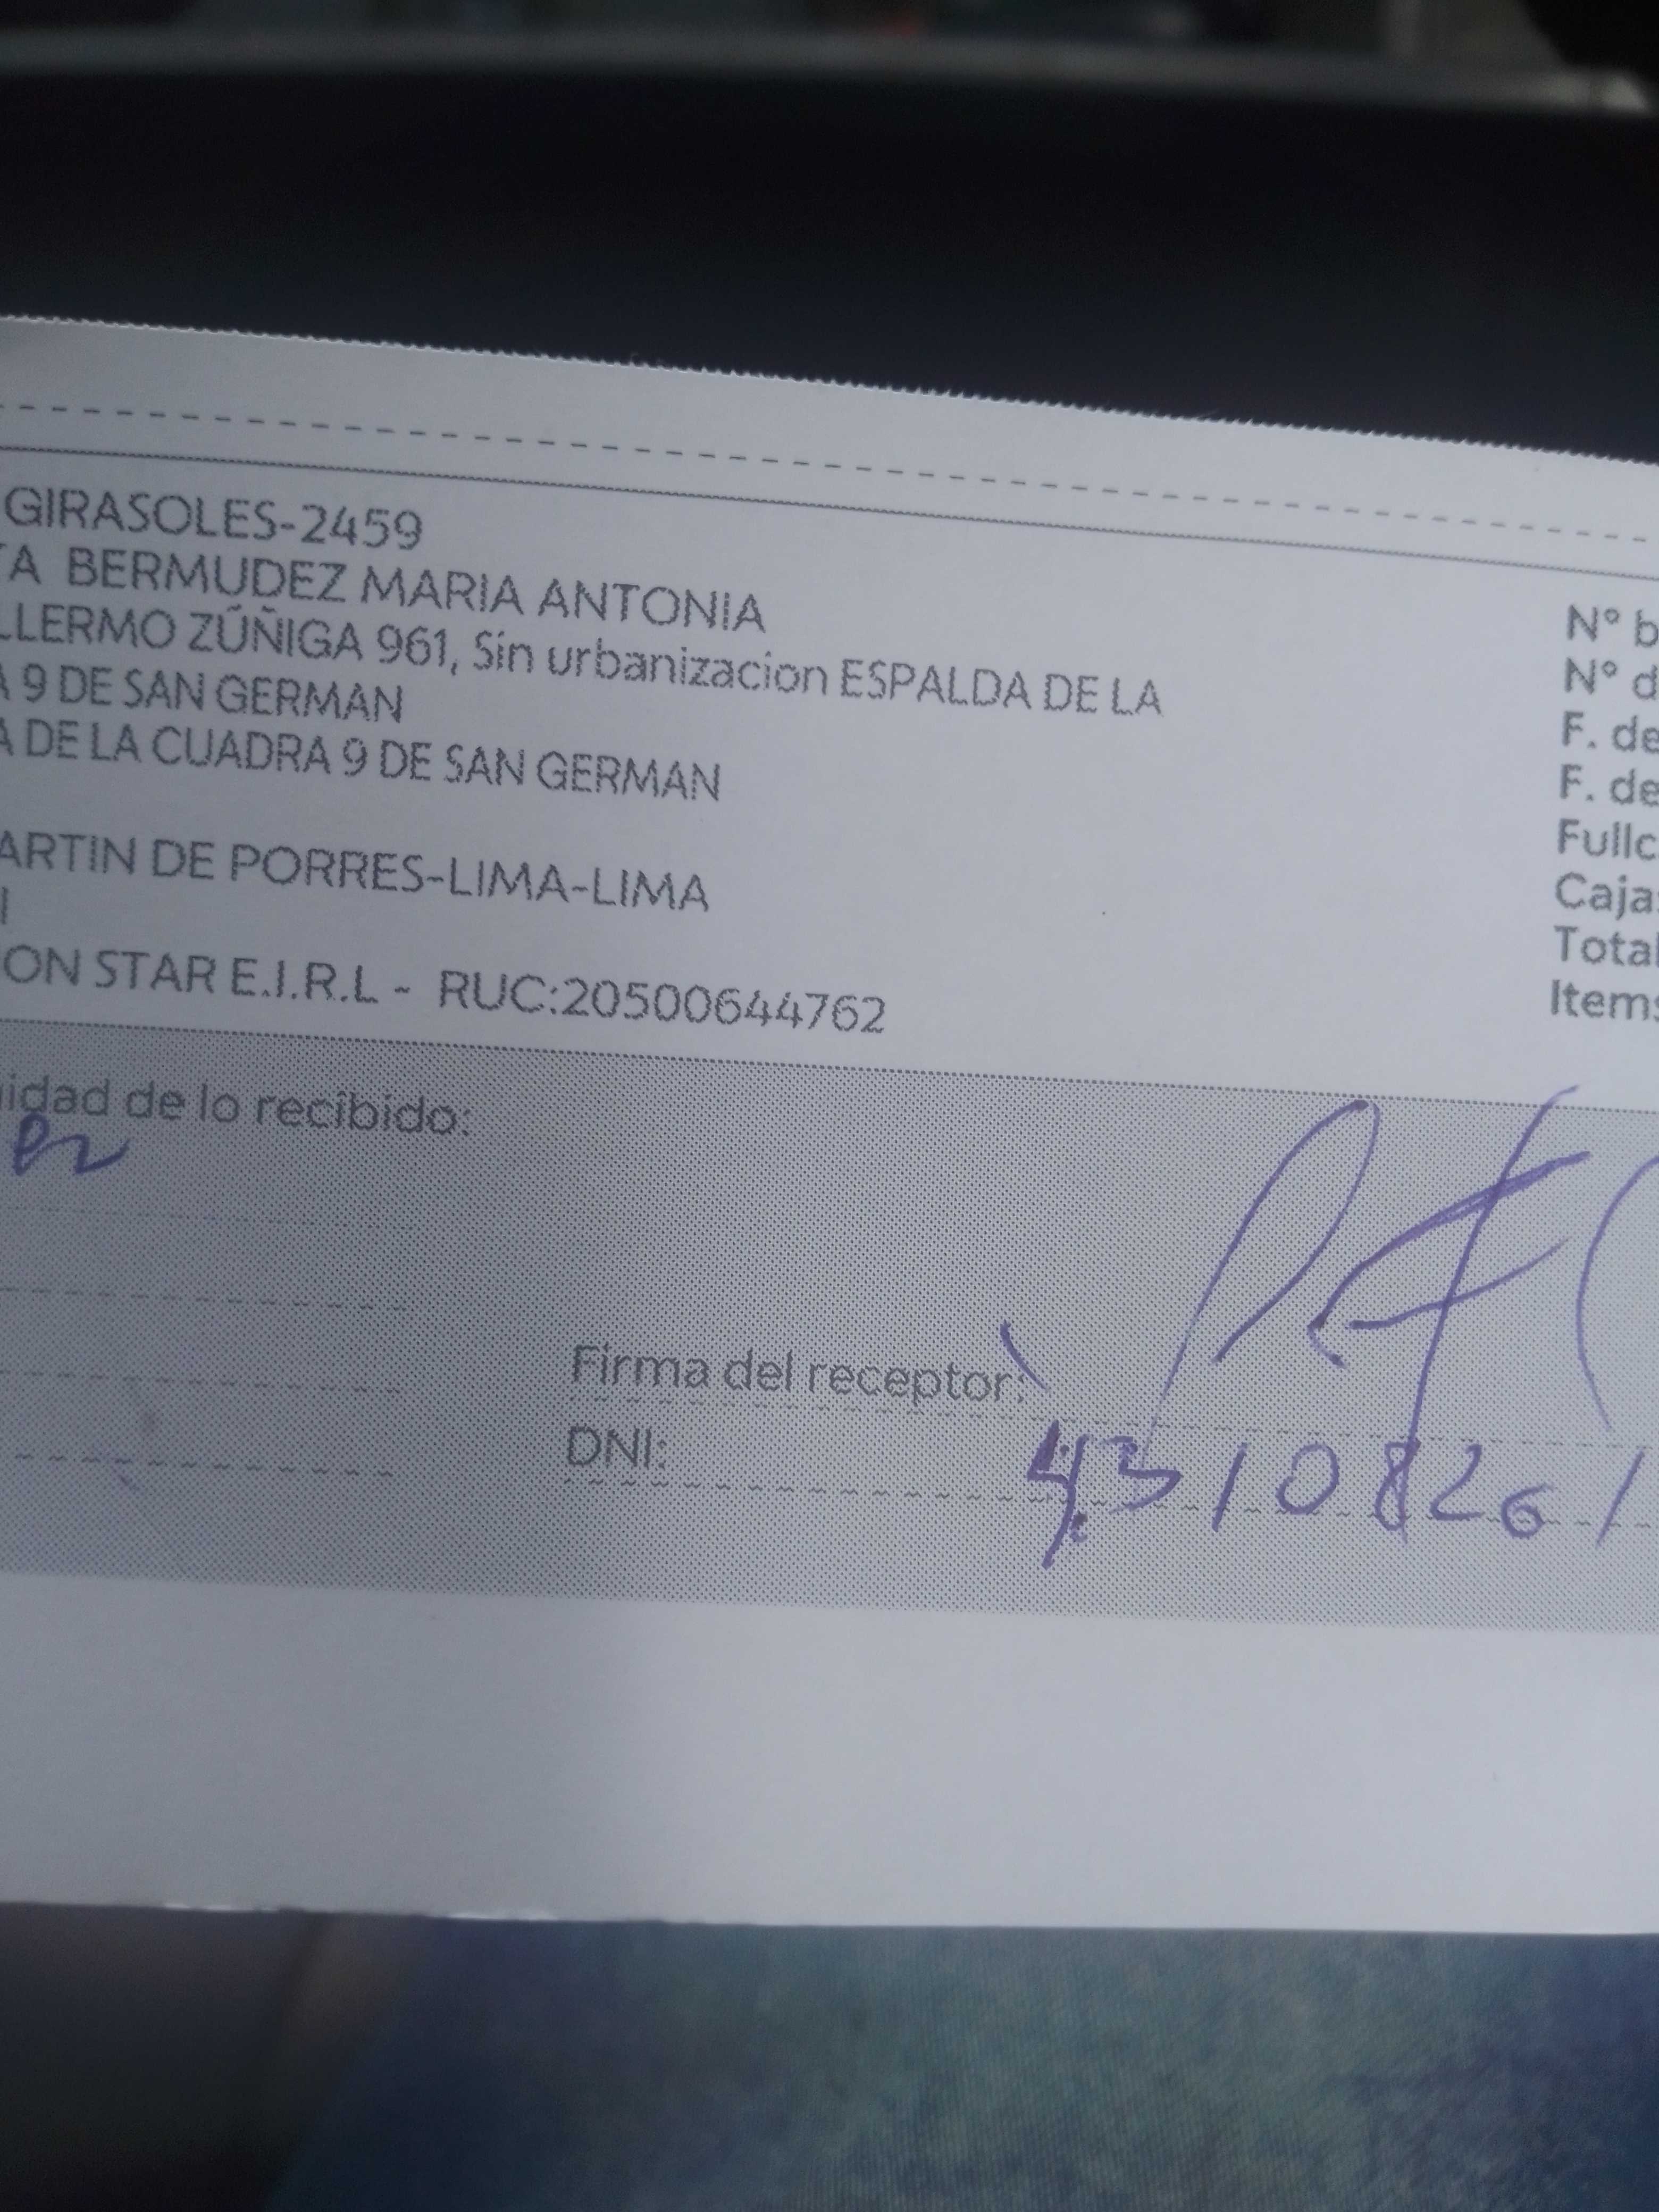 GIRASOLES-2459
TA BERMUDEZ MARIA ANTONIA
LLERMO ZÚÑIGA 961, Sin urbanizacion ESPALDA DE LA
A 9 DE SAN GERMAN
A DE LA CUADRA 9 DE SAN GERMAN
ARTIN DE PORRES-LIMA-LIMA
ON STAR E.I.R.L - RUC:20500644762
N° b
N° d
F. de
F. de
Fullc
Caja
Total
Items
idad de lo recibido:
ez
Firma del receptor:
DNI: 43108261